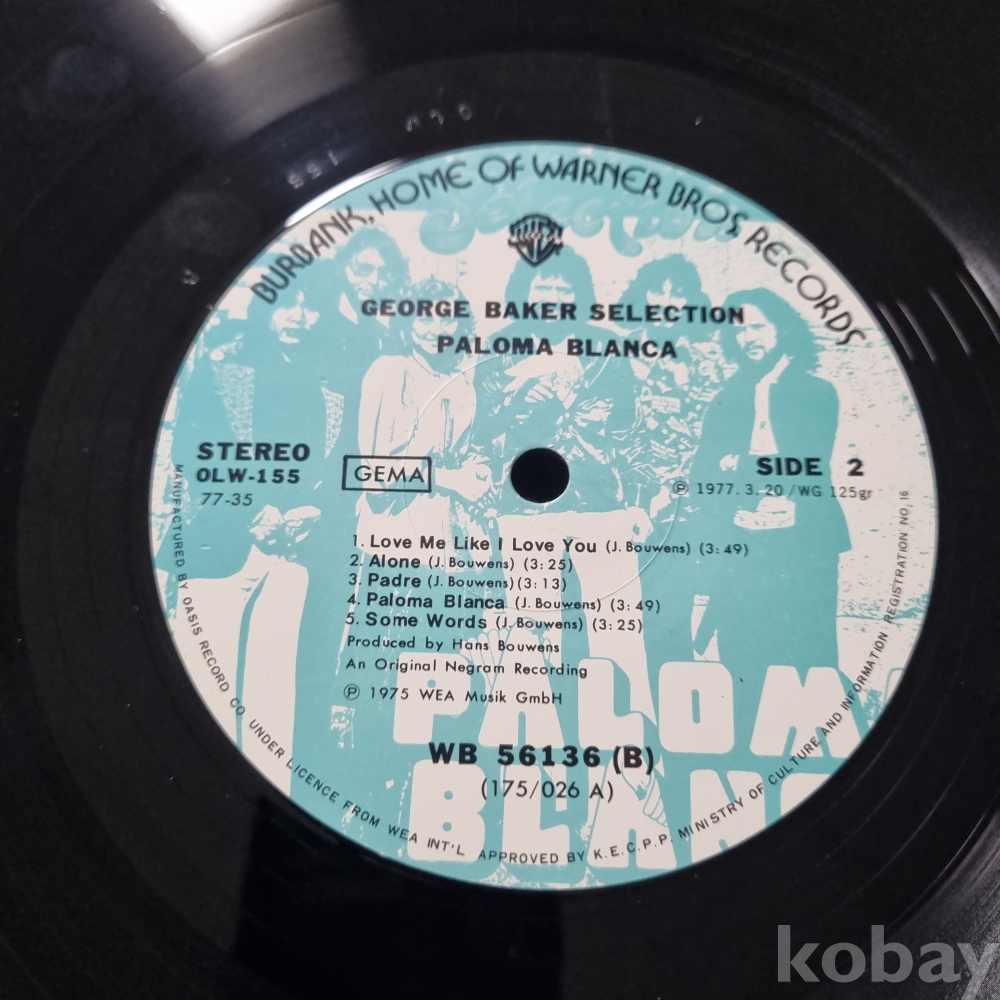 BURBANK, HOME OF WARNER BROS. RECORDS
GEORGE BAKER SELECTION
PALOMA BLANCA
STEREO
OLW-155
77-35
GEMA
SIDE 2
Ⓟ 1977. 3. 20 /WG 125gr
1. Love Me Like I Love You (J. Bouwens) (3: 49)
2. Alone (J. Bouwens) (3: 25)
3. Padre (J. Bouwens) (3: 13)
4. Paloma Blanca (J. Bouwens) (3: 49)
5. Some Words (J. Bouwens) (3: 25)
Produced by Hans Bouwens
An Original Negram Recording
Ⓟ 1975 WEA Musik GmbH
WB 56136 (B)
(175/026 A)
PALOMA
BLANC
MANUFACTURED BY OASIS RECORD CO UNDER LICENCE FROM WEA INT'L APPROVED BY K.E.C.P.P. MINISTRY OF CULTURE AND INFORMATION REGISTRATION NO, 16
kobay